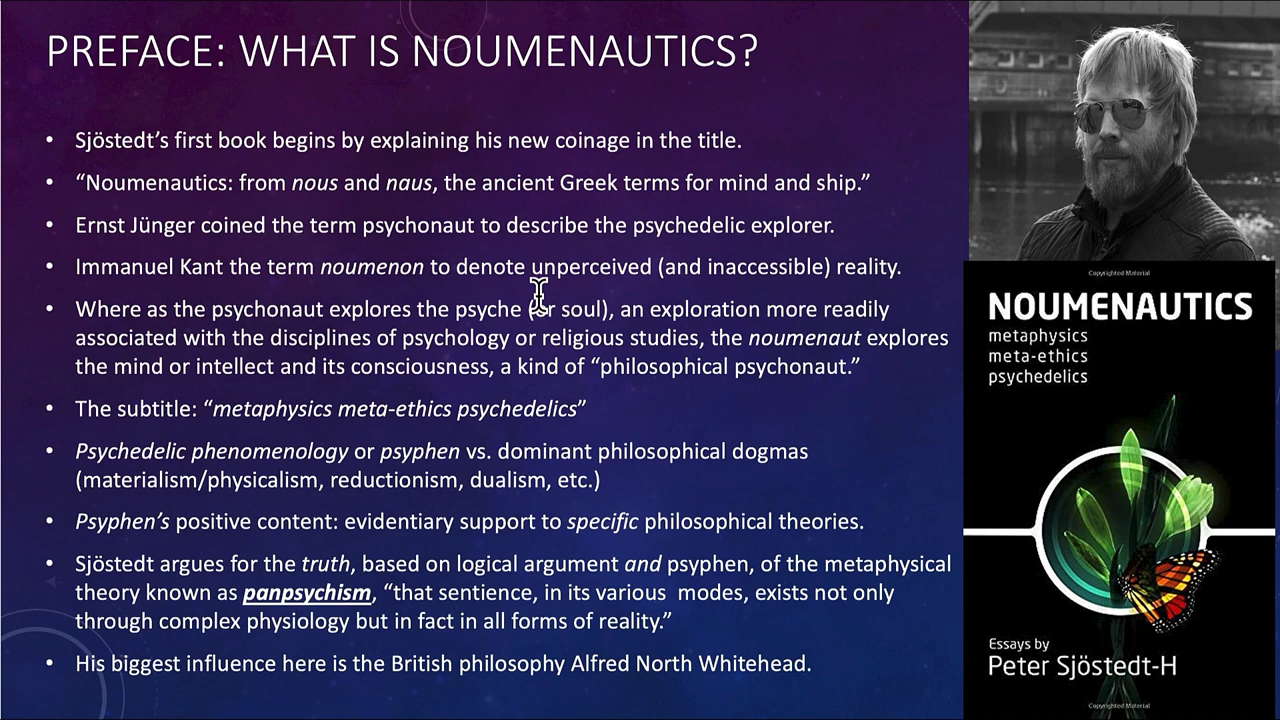 PREFACE: WHAT IS NOUMENAUTICS?
• Sjöstedt’s first book begins by explaining his new coinage in the title.
• “Noumenautics: from nous and naus, the ancient Greek terms for mind and ship.”
• Ernst Jünger coined the term psychonaut to describe the psychedelic explorer.
• Immanuel Kant the term noumenon to denote unperceived (and inaccessible) reality.
• Where as the psychonaut explores the psyche (or soul), an exploration more readily
associated with the disciplines of psychology or religious studies, the noumenaut explores
the mind or intellect and its consciousness, a kind of “philosophical psychonaut.”
• The subtitle: “metaphysics meta-ethics psychedelics”
• Psychedelic phenomenology or psyphen vs. dominant philosophical dogmas
(materialism/physicalism, reductionism, dualism, etc.)
• Psyphen’s positive content: evidentiary support to specific philosophical theories.
• Sjöstedt argues for the truth, based on logical argument and psyphen, of the metaphysical
theory known as panpsychism, “that sentience, in its various modes, exists not only
through complex physiology but in fact in all forms of reality.”
• His biggest influence here is the British philosophy Alfred North Whitehead.
Copyrighted Material
NOUMENAUTICS
metaphysics
meta-ethics
psychedelics
Essays by
Peter Sjöstedt-H
Copyrighted Material